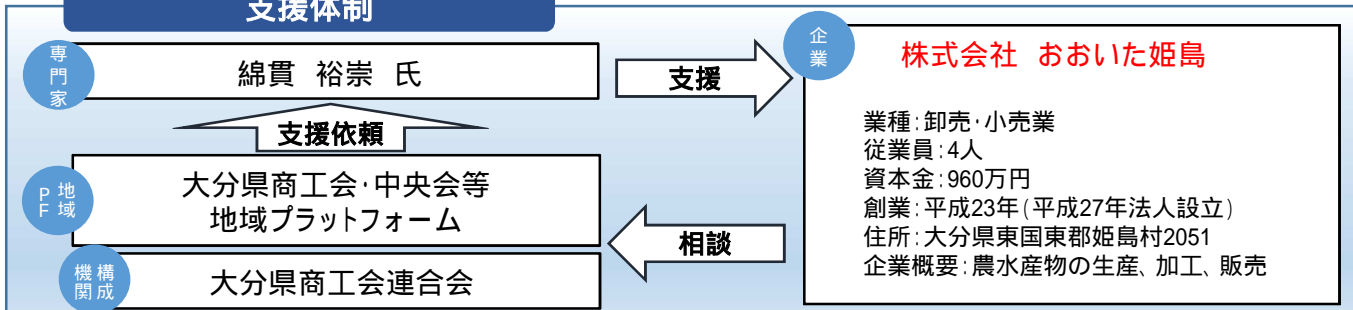 支援体制
専門家
綿貫 裕崇 氏
支援
支援依頼
地域PF
大分県商工会・中央会等
地域プラットフォーム
相談
構成機関
大分県商工会連合会
企業
株式会社 おおいた姫島
業種:卸売・小売業
従業員:4人
資本金:960万円
創業:平成23年(平成27年法人設立)
住所:大分県東国東郡姫島村2051
企業概要:農水産物の生産、加工、販売